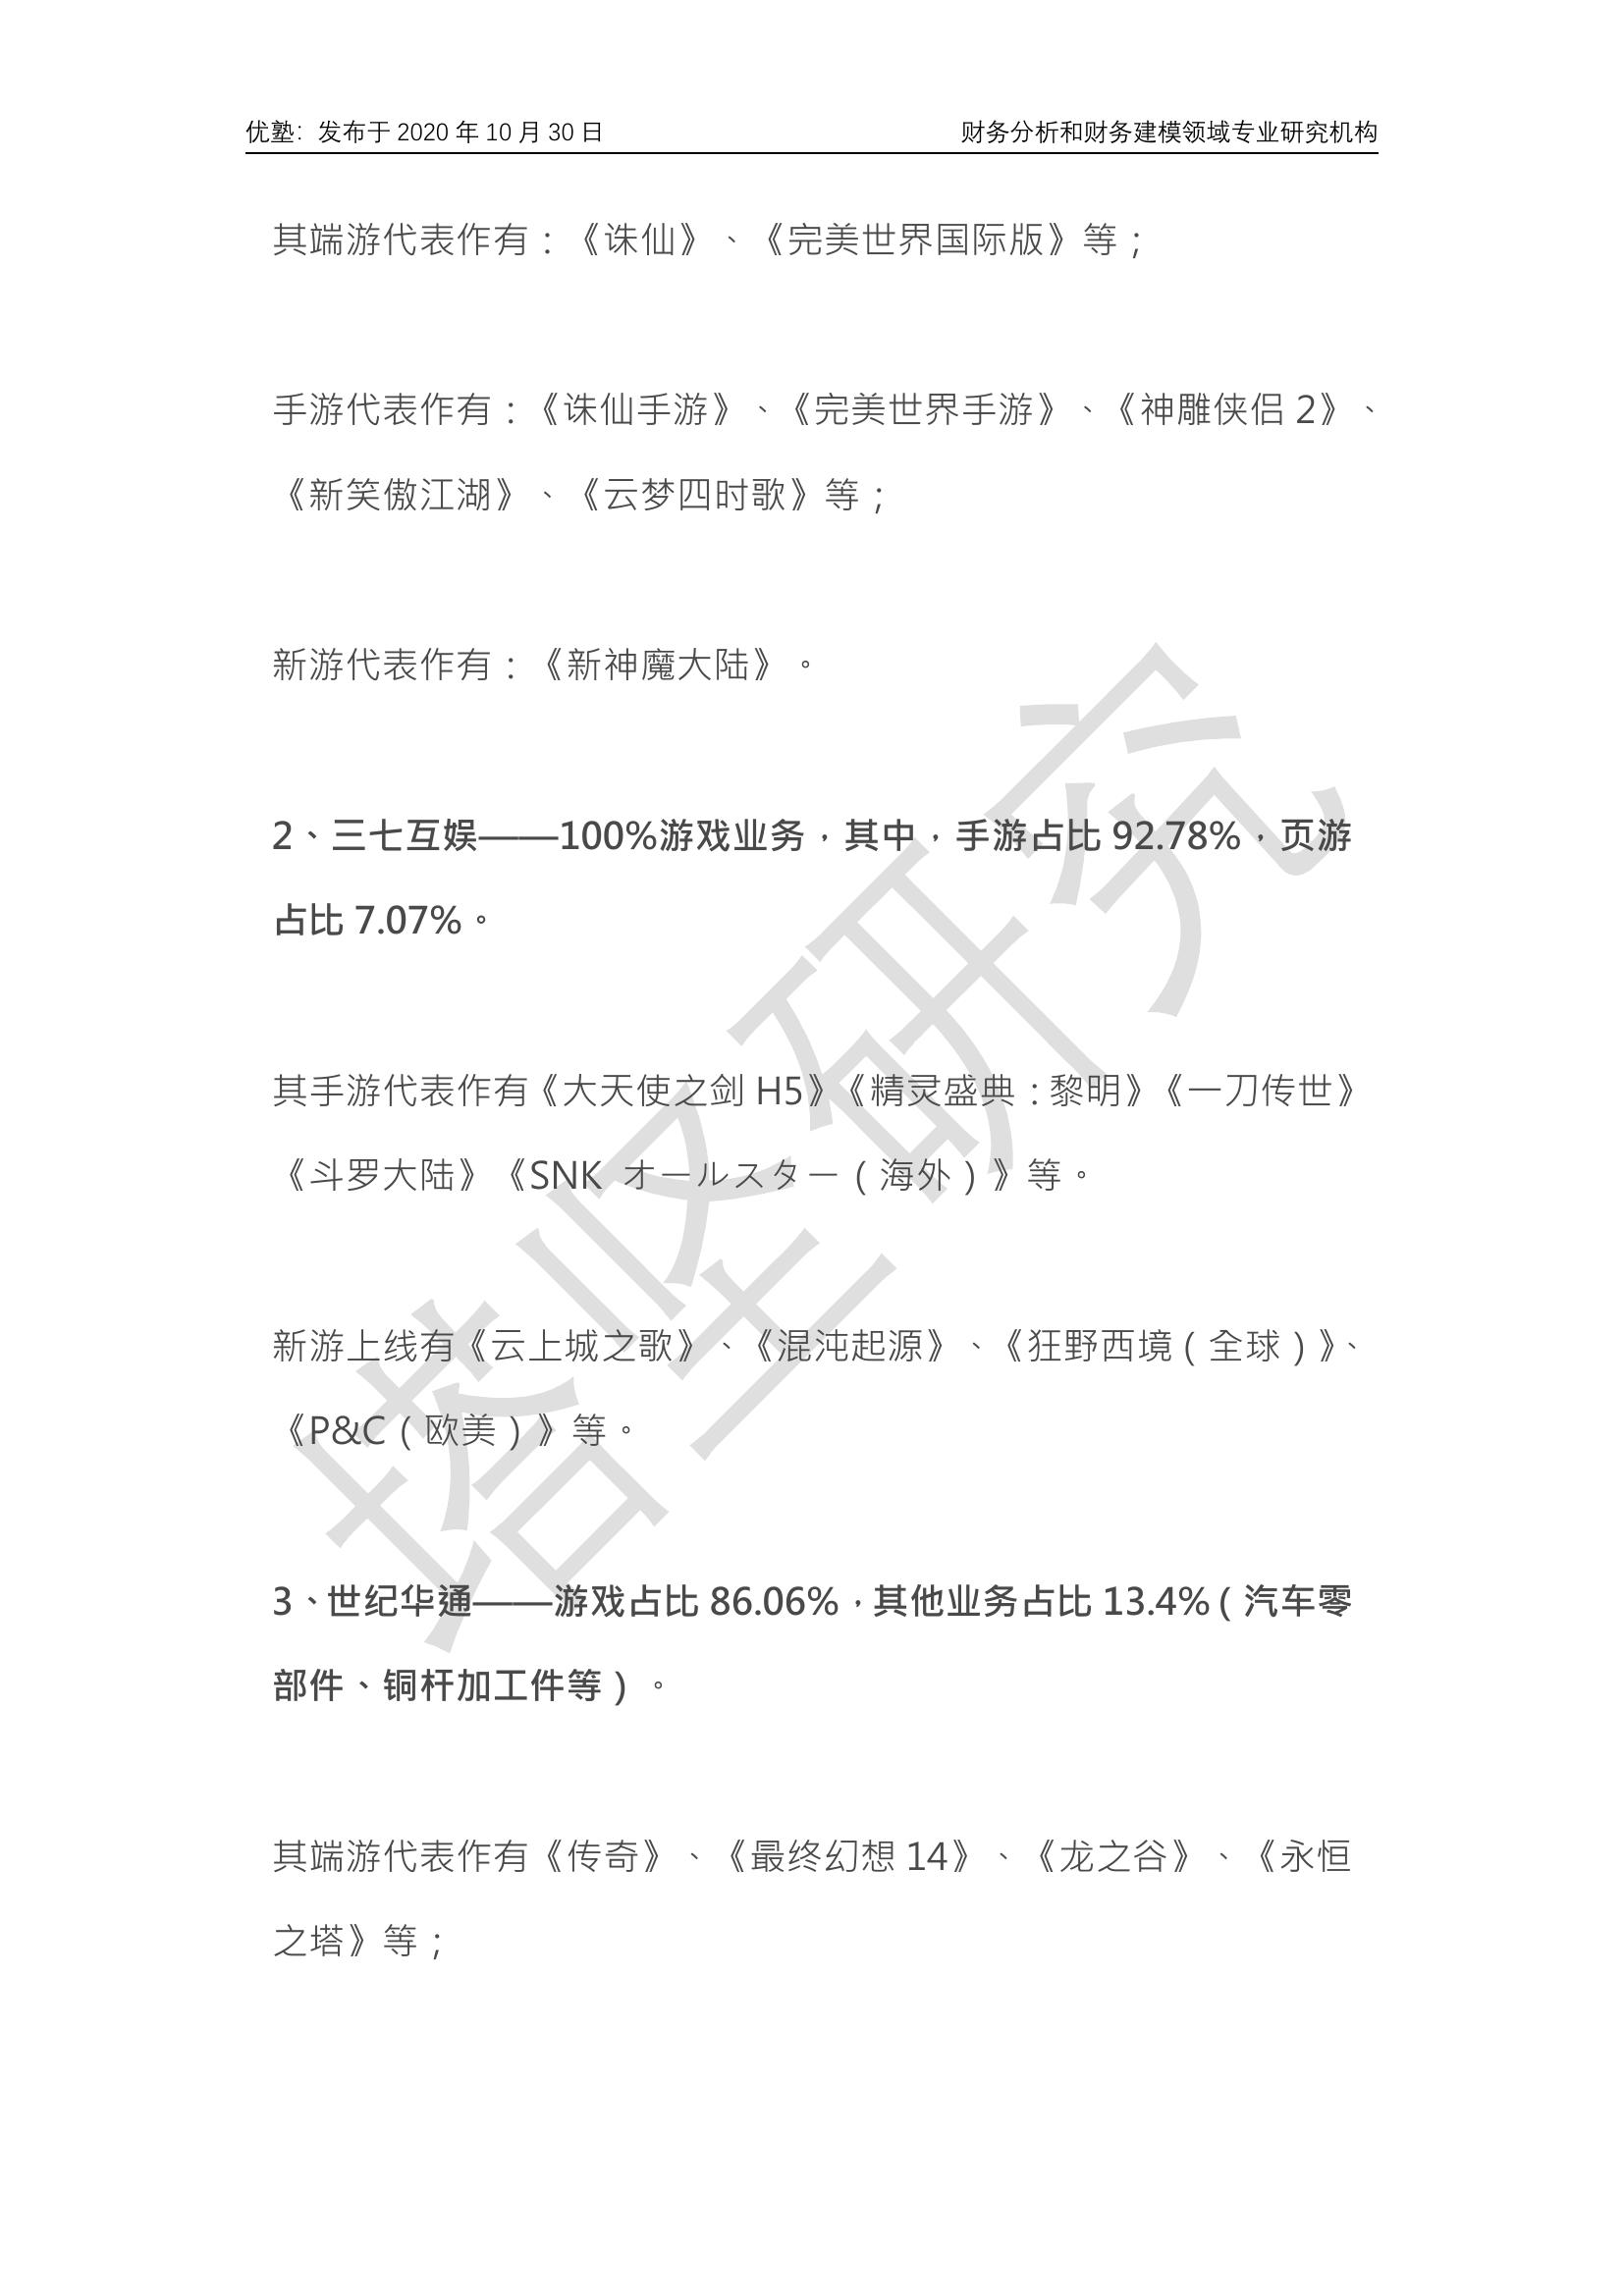 优塾：发布于 2020 年 10 月 30 日 财务分析和财务建模领域专业研究机构
其端游代表作有：《诛仙》、《完美世界国际版》等；
手游代表作有：《诛仙手游》、《完美世界手游》、《神雕侠侣 2》、
《新笑傲江湖》、《云梦四时歌》等；
新游代表作有：《新神魔大陆》。
2、三七互娱——100%游戏业务，其中，手游占比 92.78%，页游
占比 7.07%。
其手游代表作有《大天使之剑 H5》《精灵盛典：黎明》《一刀传世》
《斗罗大陆》《SNK オールスター（海外）》等。
新游上线有《云上城之歌》、《混沌起源》、《狂野西境（全球）》、
《P&C（欧美）》等。
3、世纪华通——游戏占比 86.06%，其他业务占比 13.4%（汽车零
部件、铜杆加工件等）。
其端游代表作有《传奇》、《最终幻想 14》、《龙之谷》、《永恒
之塔》等；
塔坚研究